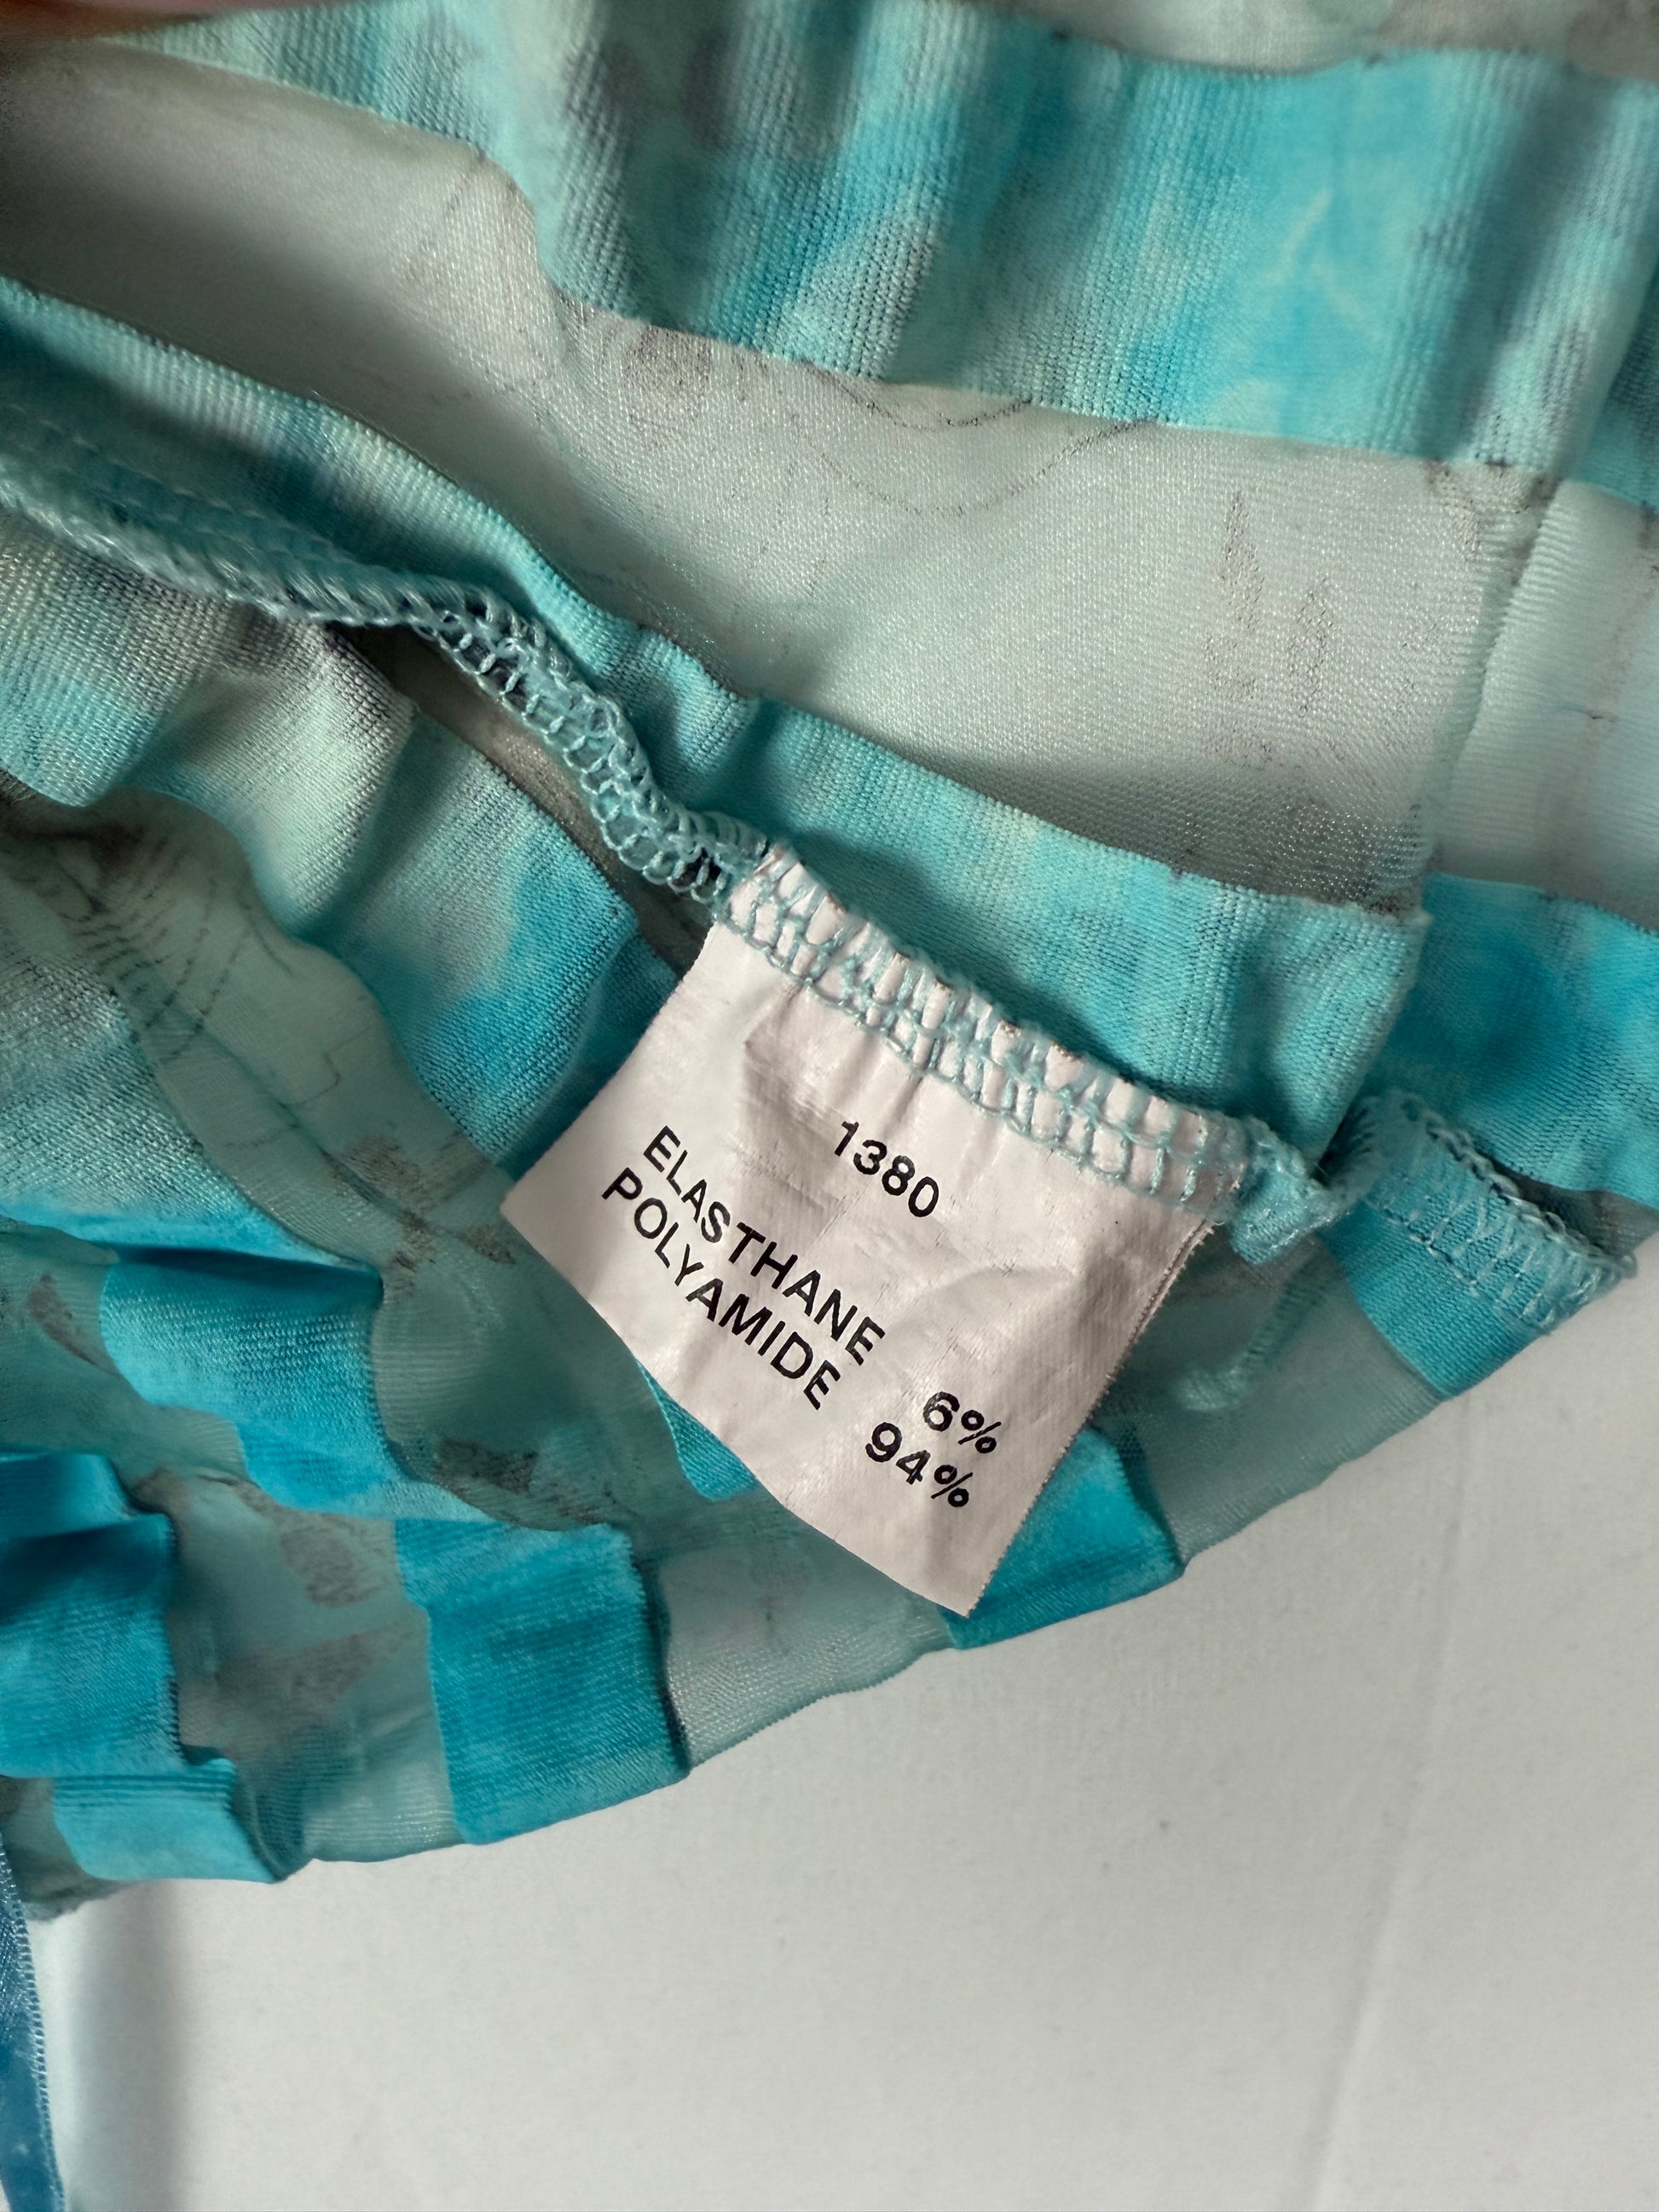 1380
ELASTHANE 6%
POLYAMIDE 94%